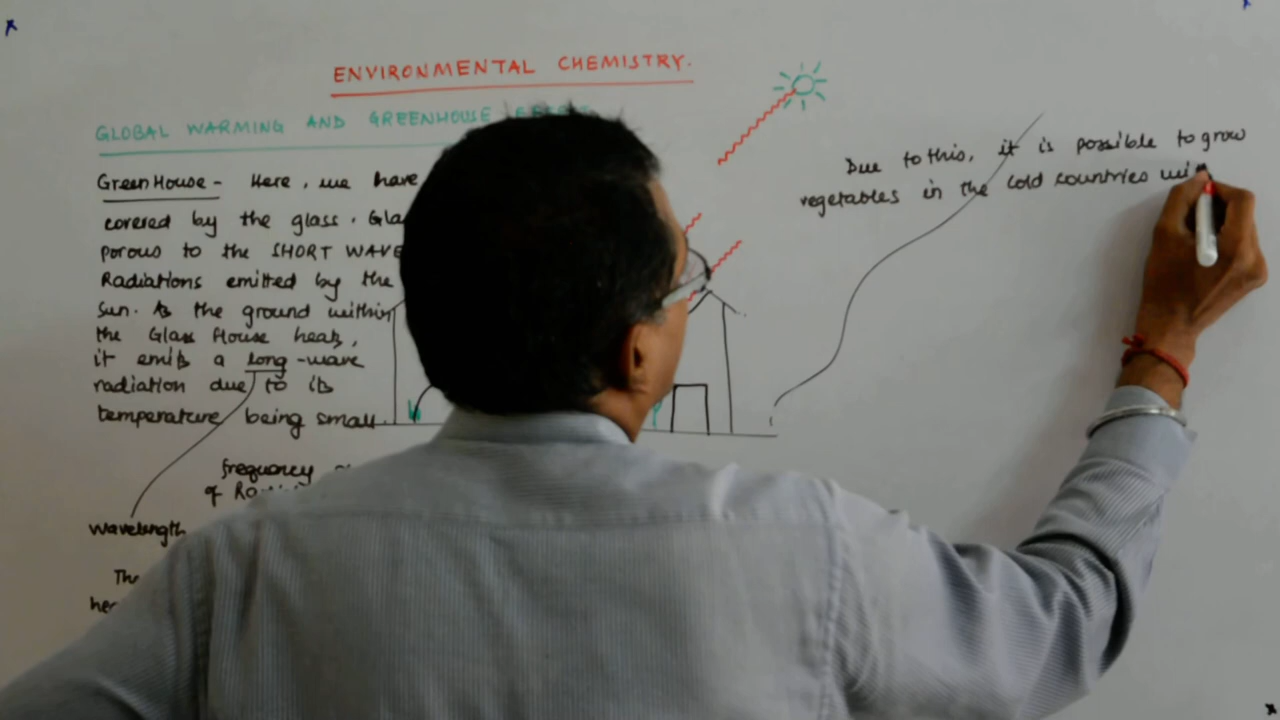 ENVIRONMENTAL CHEMISTRY.
GLOBAL WARMING AND GREENHOUSE
Green House - Here, we have
covered by the glass. Gla
porous to the SHORT WAVE
Radiations emitted by the
Sun. As the ground within
the Glass House heats,
it emits a long-wave
radiation due to its
temperature being small.
frequency
of
wavelength
Due to this, it is possible to grow
vegetables in the cold countries wi